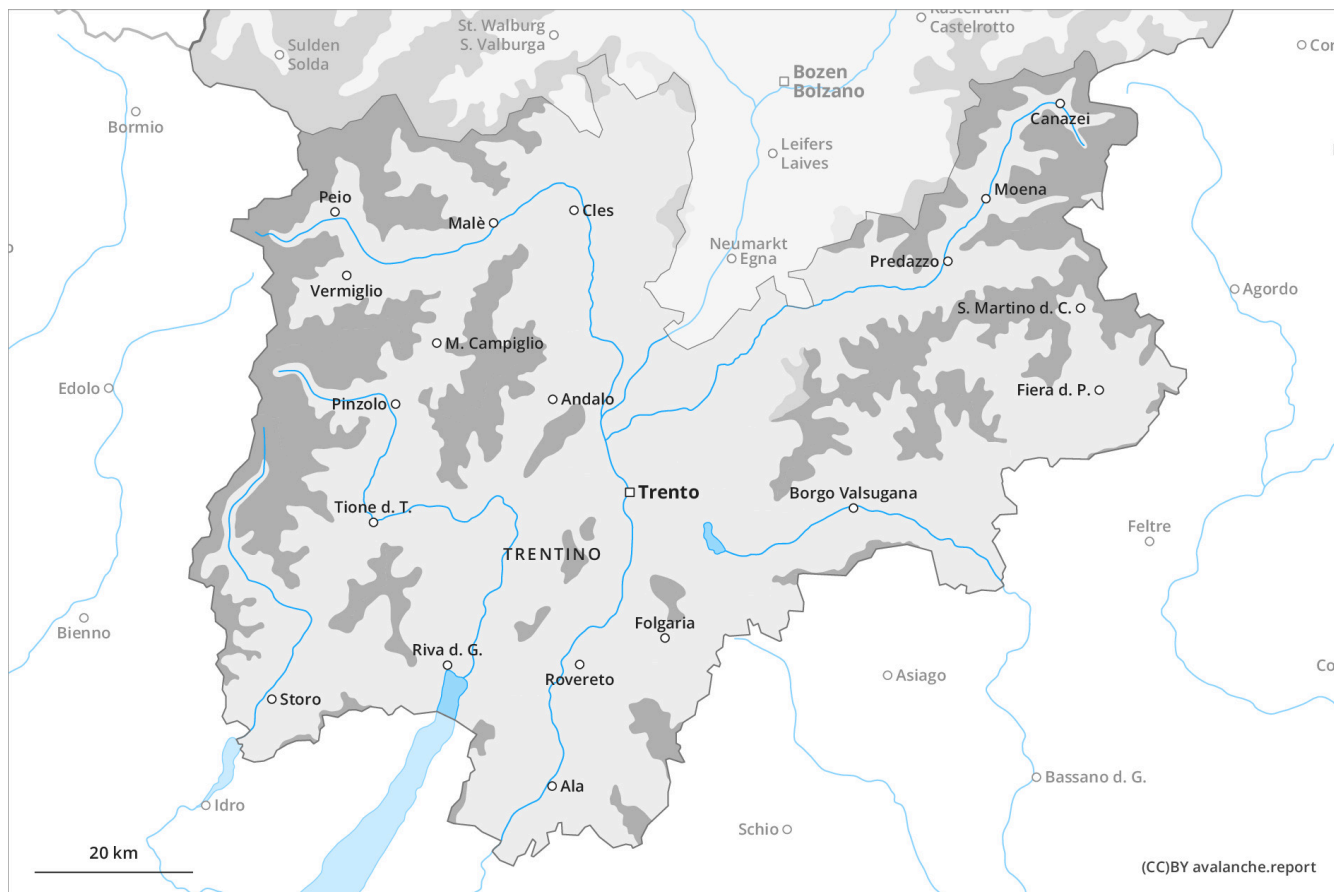 Kastelruth
Castelrotto
St. Walburg
S. Valburga
Sulden
Solda
Bozen
Bolzano
Bormio
Canazei
Leifers
Laives
Moena
Peio
Malè
Cles
Neumarkt
Egna
Predazzo
Vermiglio
Agordo
S. Martino d. C.
M. Campiglio
Edolo
Pinzolo
Andalo
Fiera d. P.
Trento
Borgo Valsugana
Tione d. T.
Feltre
TRENTINO
Bienno
Folgaria
Riva d. G.
Rovereto
Asiago
Storo
Ala
Bassano d. G.
Idro
Schio
20 km
(CC)BY avalanche.report